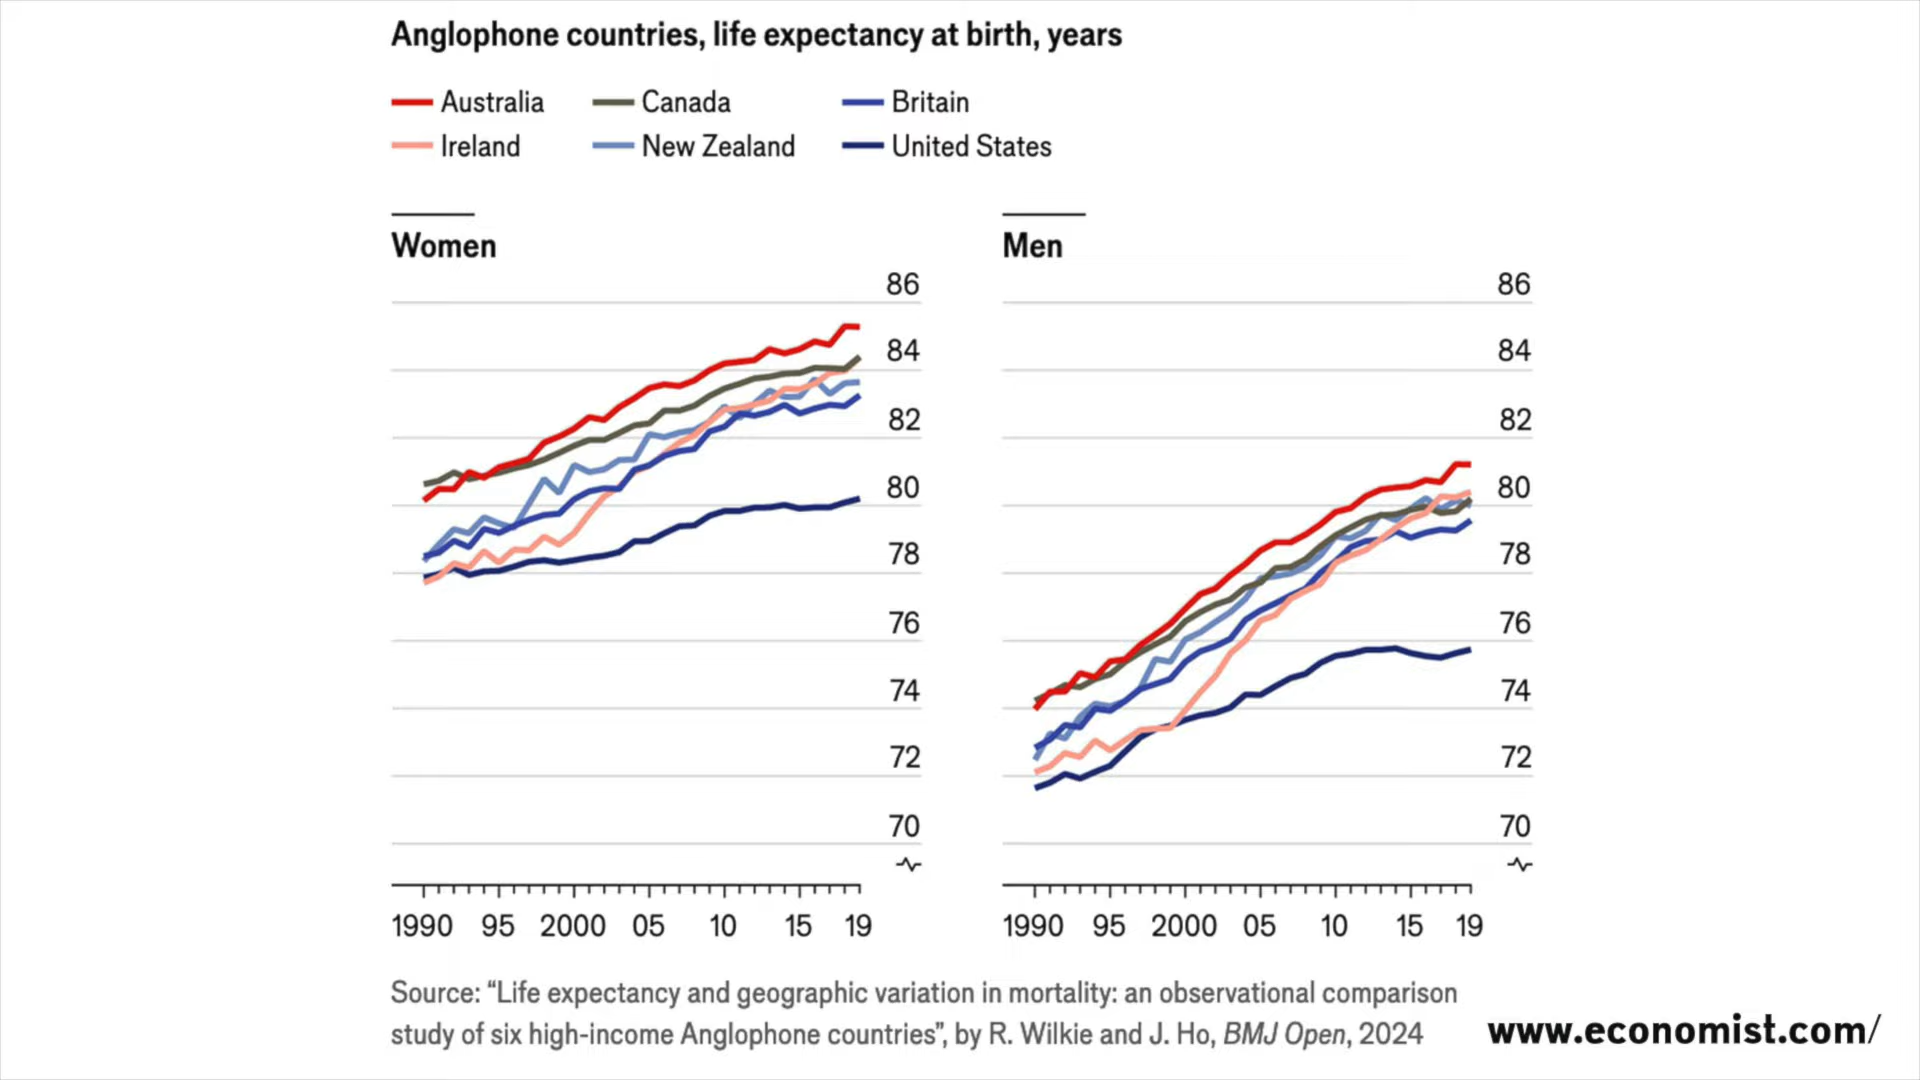 Anglophone countries, life expectancy at birth, years
Australia Canada Britain
Ireland New Zealand United States
Women
86
84
82
80
78
76
74
72
70
1990 95 2000 05 10 15 19
Men
86
84
82
80
78
76
74
72
70
1990 95 2000 05 10 15 19
Source: “Life expectancy and geographic variation in mortality: an observational comparison
study of six high-income Anglophone countries”, by R. Wilkie and J. Ho, BMJ Open, 2024
www.economist.com/